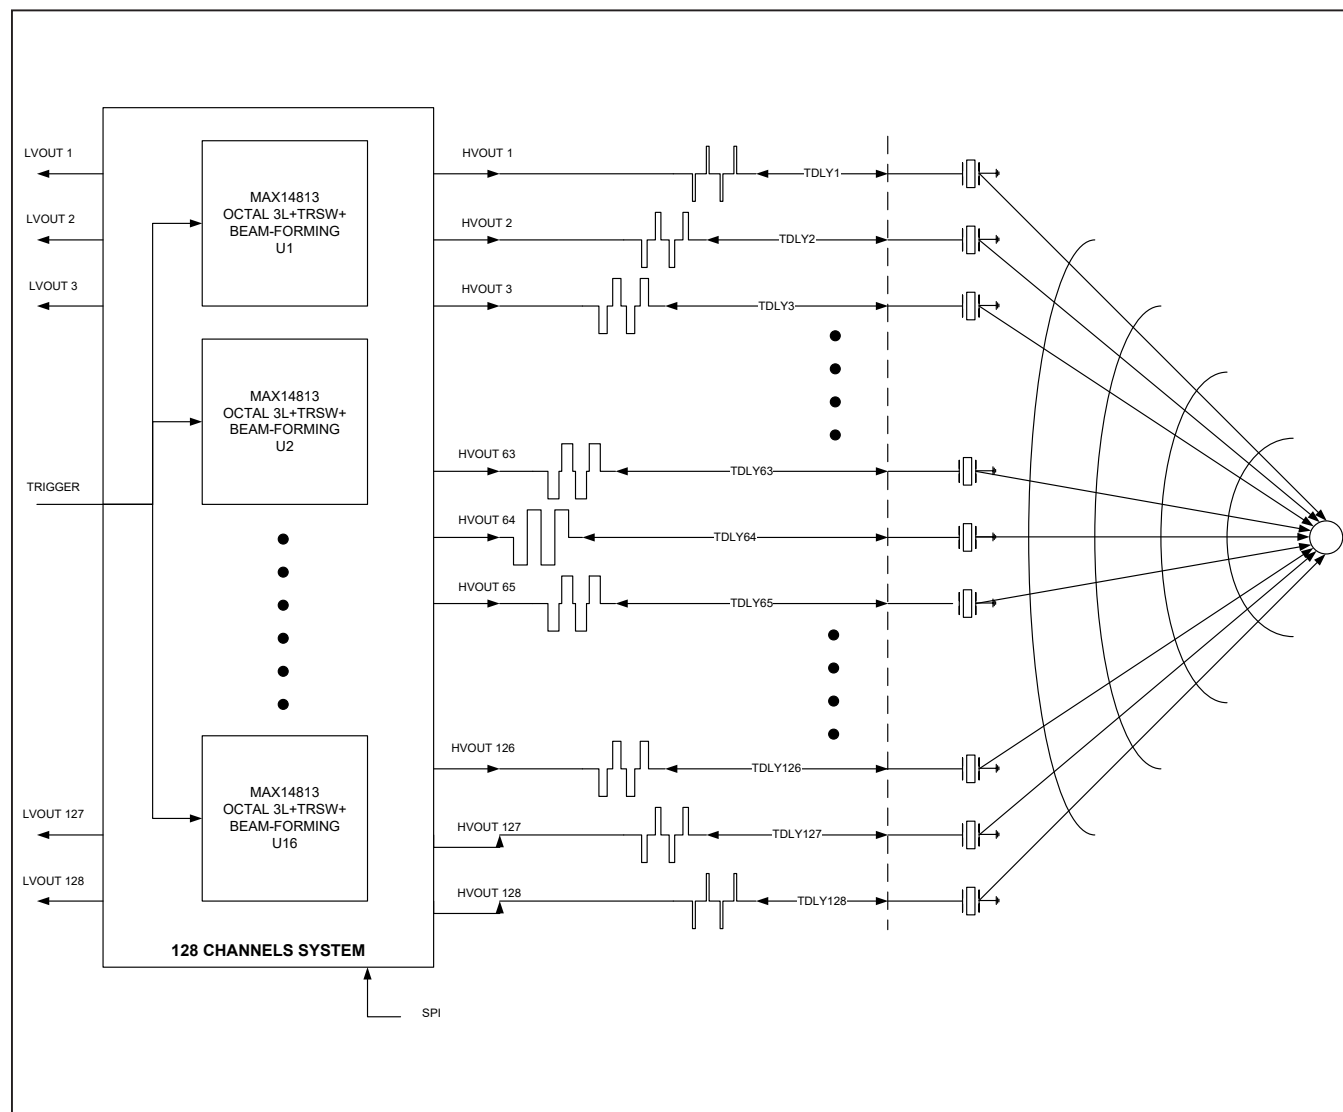 LVOUT 1
LVOUT 2
LVOUT 3
TRIGGER
LVOUT 127
LVOUT 128
MAX14813
OCTAL 3L+TRSW+
BEAM-FORMING
U1
MAX14813
OCTAL 3L+TRSW+
BEAM-FORMING
U2
MAX14813
OCTAL 3L+TRSW+
BEAM-FORMING
U16
128 CHANNELS SYSTEM
SPI
HVOUT 1
TDLY1
HVOUT 2
TDLY2
HVOUT 3
TDLY3
HVOUT 63
TDLY63
HVOUT 64
TDLY64
HVOUT 65
TDLY65
HVOUT 126
TDLY126
HVOUT 127
TDLY127
HVOUT 128
TDLY128